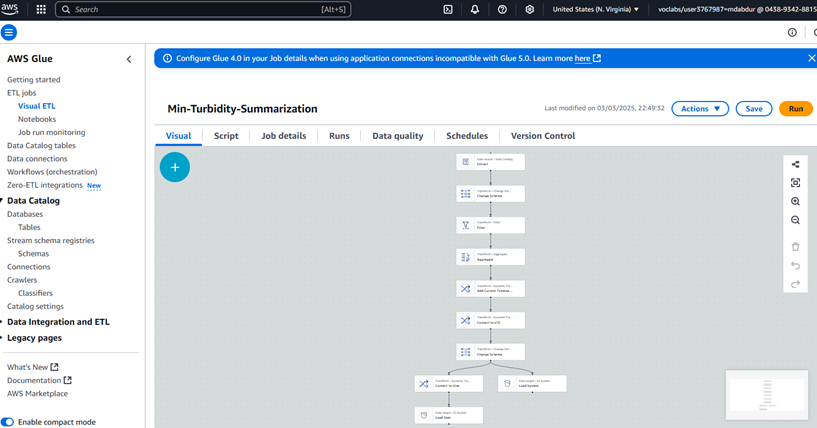 aws
Search [Alt+S]
United States (N. Virginia) ▼
voclabs/user3767987=mdabdur @ 0438-9342-8815
AWS Glue
Getting started
ETL jobs
Visual ETL
Notebooks
Job run monitoring
Data Catalog tables
Data connections
Workflows (orchestration)
Zero-ETL integrations New
Data Catalog
Databases
Tables
Stream schema registries
Schemas
Connections
Crawlers
Classifiers
Catalog settings
Data Integration and ETL
Legacy pages
What's New
Documentation
AWS Marketplace
Enable compact mode
Configure Glue 4.0 in your Job details when using application connections incompatible with Glue 5.0. Learn more here
Min-Turbidity-Summarization
Last modified on 03/03/2025, 22:49:32
Actions ▼
Save
Run
Visual
Script
Job details
Runs
Data quality
Schedules
Version Control
Data source - Data Catalog
Extract
Transform - Change Sch...
Change Schema
Transform - Filter
Filter
Transform - Aggregate
Aggregate
Transform - Dynamic Tra...
Add Current Timesta...
Transform - Dynamic Tra...
Convert to UTC
Transform - Change Sch...
Change Schema
Transform - Dynamic Tra...
Convert to User
Data target - S3 bucket
Load System
Data target - S3 bucket
Load User